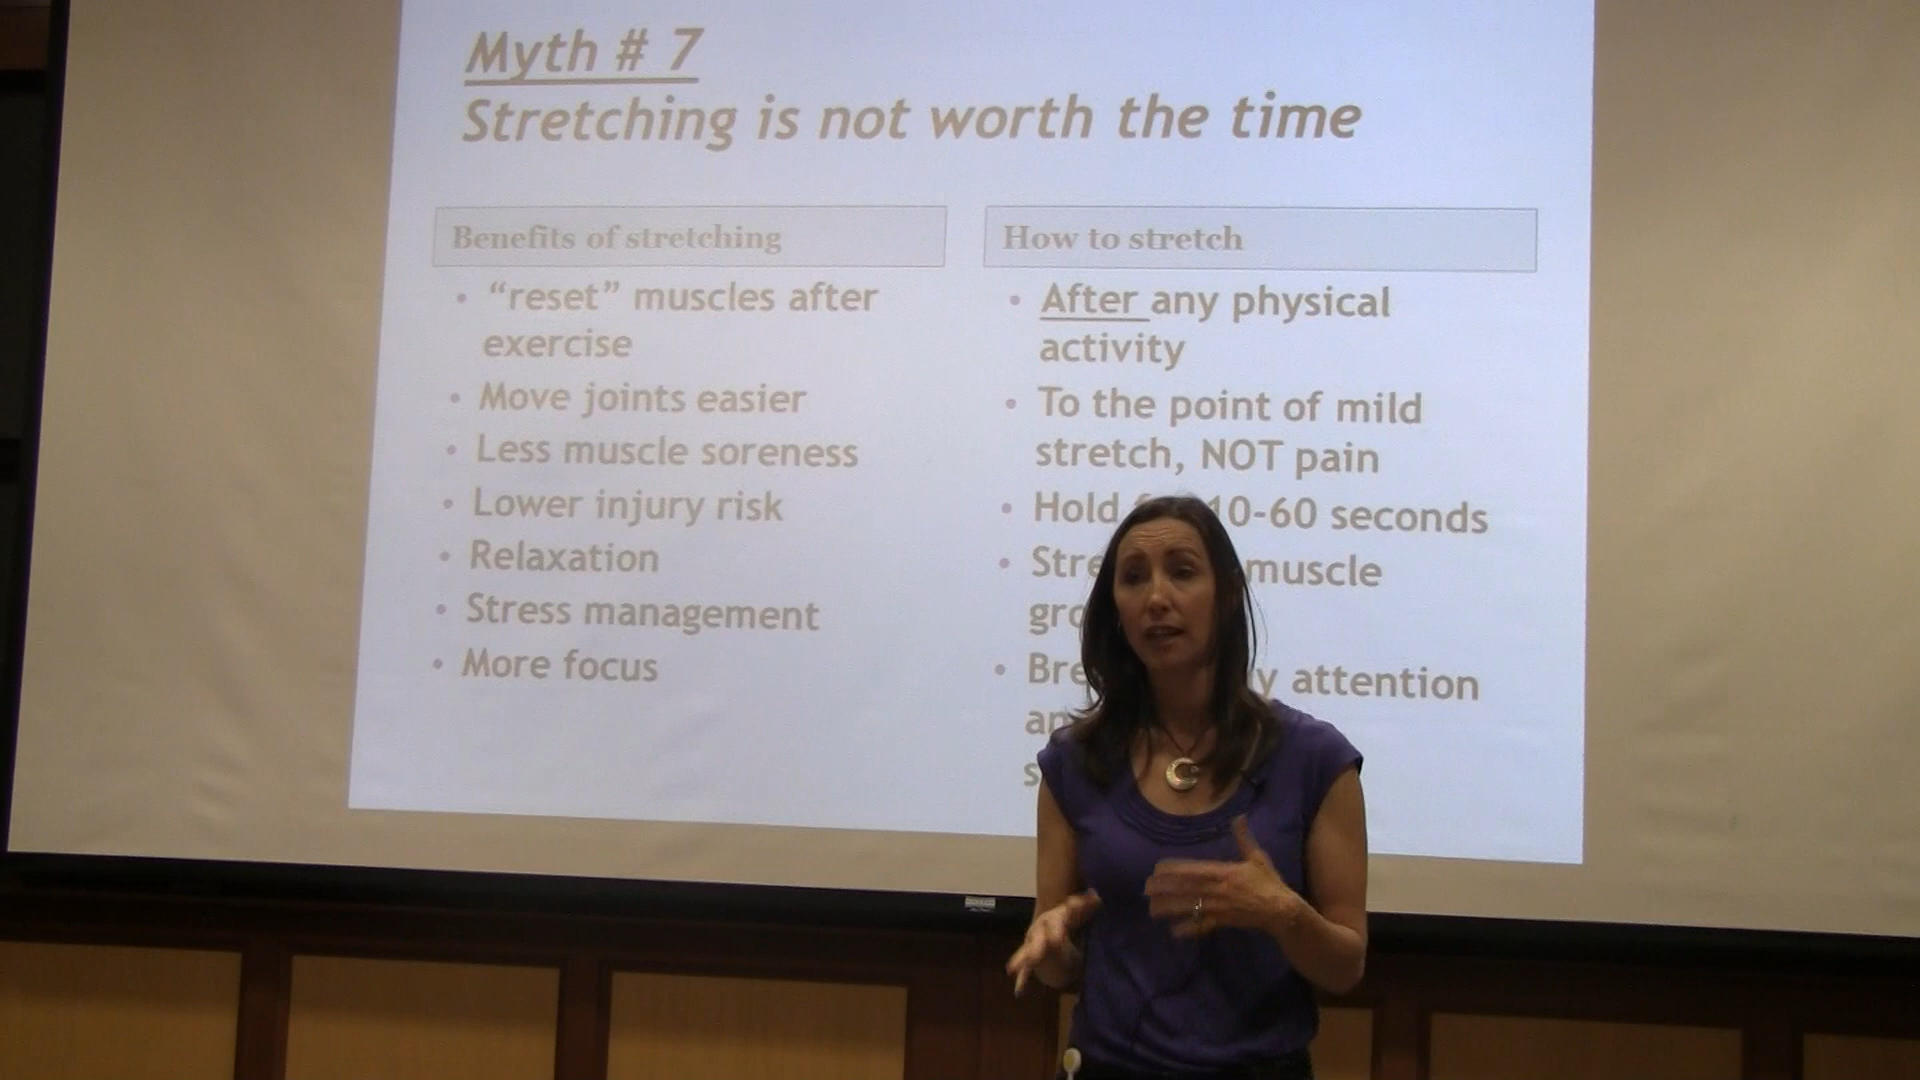 Myth # 7
Stretching is not worth the time
Benefits of stretching
• “reset” muscles after
exercise
• Move joints easier
• Less muscle soreness
• Lower injury risk
• Relaxation
• Stress management
• More focus
How to stretch
• After any physical
activity
• To the point of mild
stretch, NOT pain
• Hold 10-60 seconds
• muscle
• attention